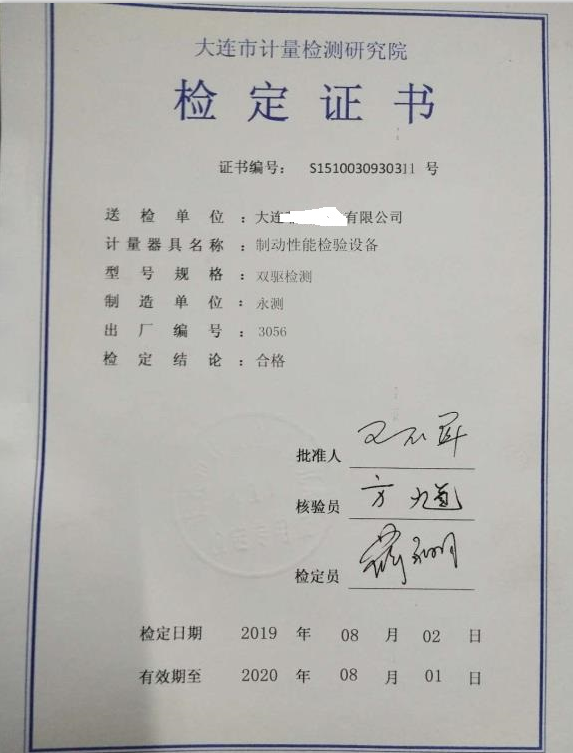 大连市计量检测研究院
检定证书
证书编号: S1510030930311 号
送检单位:大连 有限公司
计量器具名称:制动性能检验设备
型号规格:双驱检测
制造单位:永测
出厂编号:3056
检定结论:合格
批准人
核验员 方
检定员
检定日期 2019 年 08 月 02 日
有效期至 2020 年 08 月 01 日